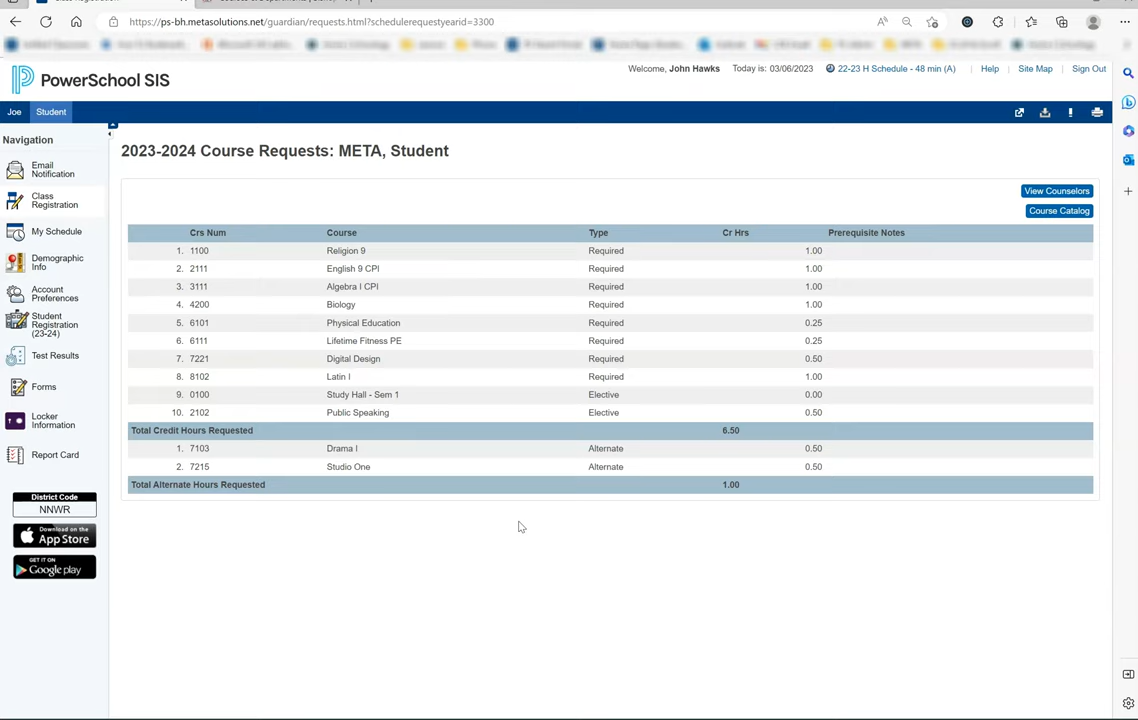 https://ps-bh.metasolutions.net/guardian/requests.html?schedulerequestyearid=3300
PowerSchool SIS
Welcome, John Hawks Today is: 03/06/2023 22-23 H Schedule - 48 min (A) | Help | Site Map | Sign Out
Joe Student
Navigation
Email
Notification
Class
Registration
My Schedule
Demographic
Info
Account
Preferences
Student
Registration
(23-24)
Test Results
Forms
Locker
Information
Report Card
District Code
NNWR
Download on the
App Store
GET IT ON
Google play
2023-2024 Course Requests: META, Student
View Counselors
Course Catalog
Crs Num Course Type Cr Hrs Prerequisite Notes
1. 1100 Religion 9 Required 1.00
2. 2111 English 9 CPI Required 1.00
3. 3111 Algebra I CPI Required 1.00
4. 4200 Biology Required 1.00
5. 6101 Physical Education Required 0.25
6. 6111 Lifetime Fitness PE Required 0.25
7. 7221 Digital Design Required 0.50
8. 8102 Latin I Required 1.00
9. 0100 Study Hall - Sem 1 Elective 0.00
10. 2102 Public Speaking Elective 0.50
Total Credit Hours Requested 6.50
1. 7103 Drama I Alternate 0.50
2. 7215 Studio One Alternate 0.50
Total Alternate Hours Requested 1.00